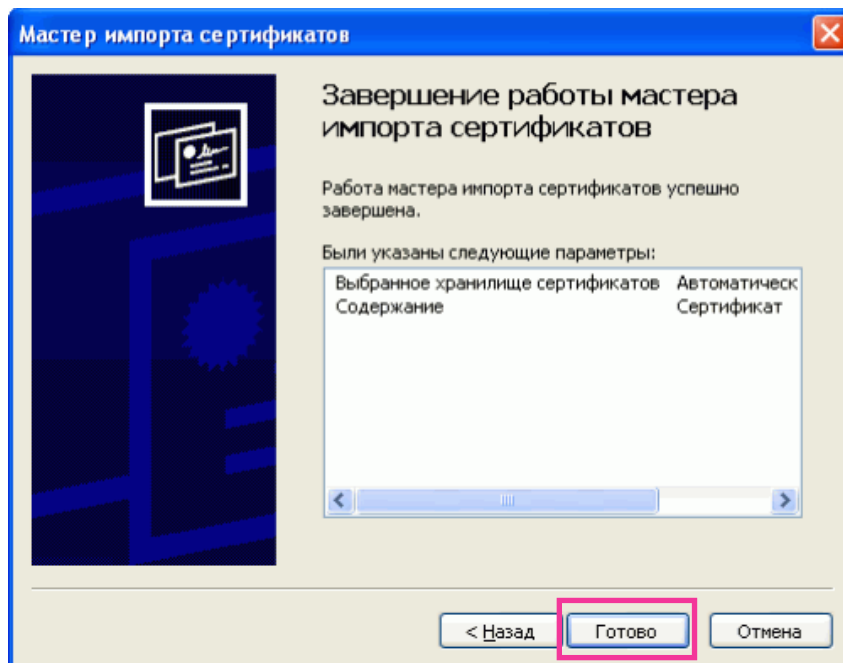 Мастер импорта сертификатов
Завершение работы мастера
импорта сертификатов
Работа мастера импорта сертификатов успешно
завершена.
Были указаны следующие параметры:
Выбранное хранилище сертификатов Автоматическ
Содержание Сертификат
< Назад Готово Отмена